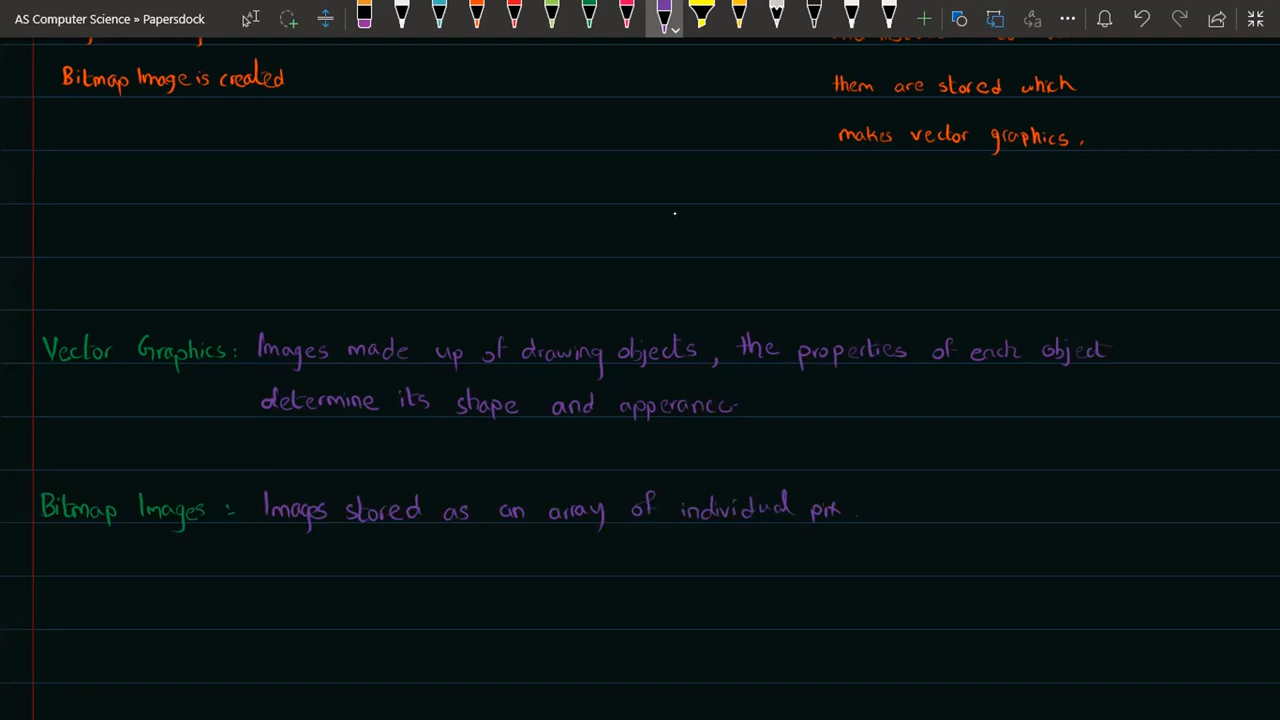 AS Computer Science » Papersdock
Bitmap Image is created
them are stored which
makes vector graphics.
Vector Graphics: Images made up of drawing objects, the properties of each object
determine its shape and apperance
Bitmap Images: Images stored as an array of individual pix